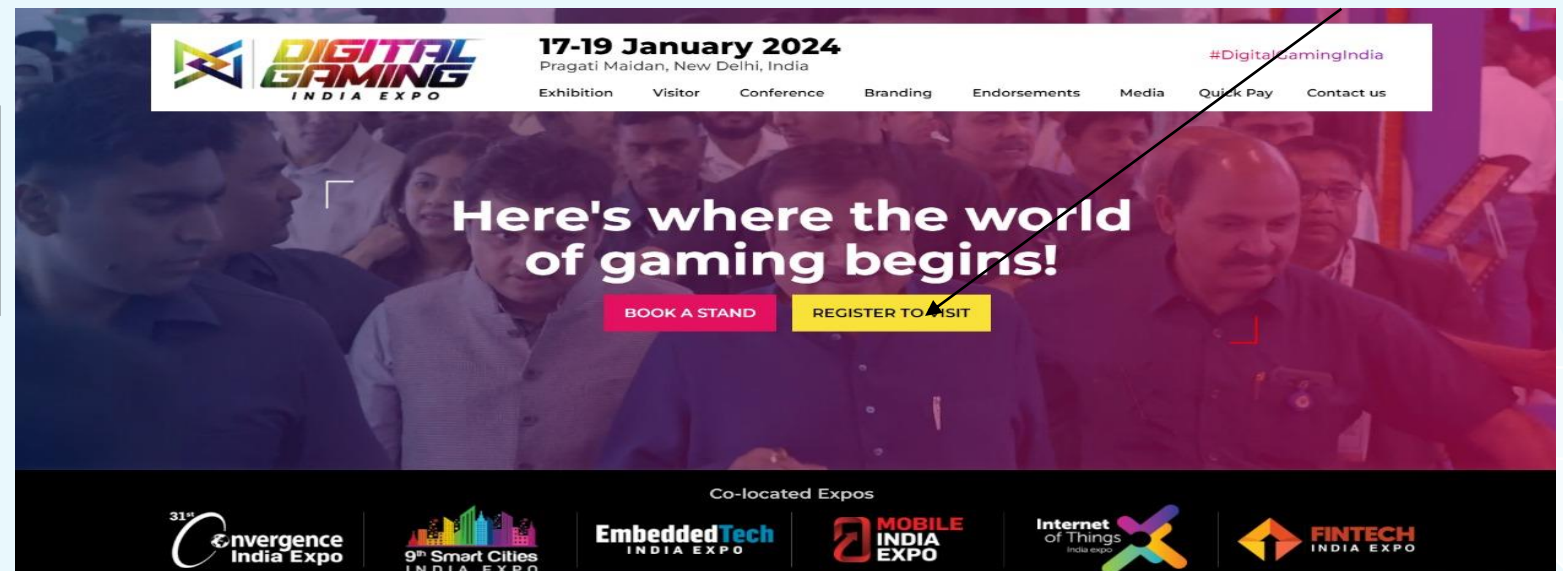 DIGITAL
GAMING
INDIA EXPO
17-19 January 2024
Pragati Maidan, New Delhi, India
#DigitalGamingIndia
Exhibition Visitor Conference Branding Endorsements Media Quick Pay Contact us
Here's where the world
of gaming begins!
BOOK A STAND REGISTER TO VISIT
Co-located Expos
31st Convergence
India Expo
9th Smart Cities
INDIA EXPO
EmbeddedTech
INDIA EXPO
MOBILE
INDIA
EXPO
Internet
of Things
India expo
FINTECH
INDIA EXPO